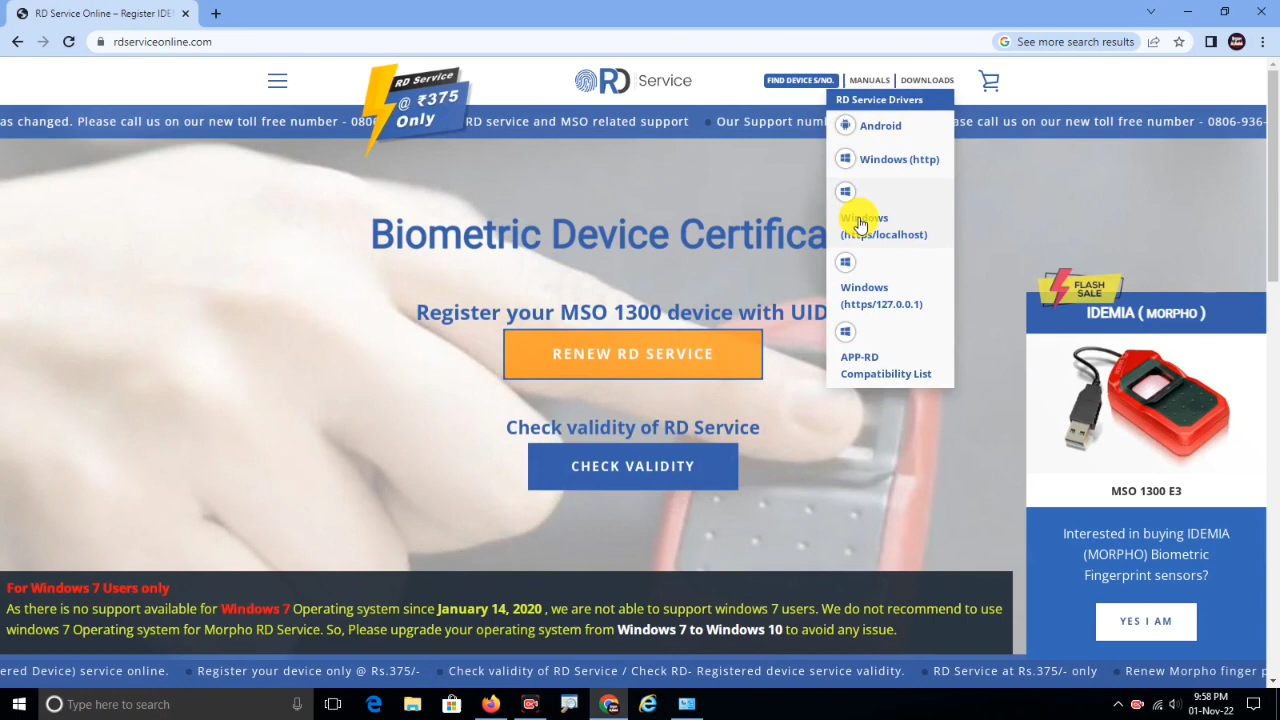 Welcome to RD Service | Register IDEM
rdserviceonline.com
See more search results
RD Service
@ ₹375
Only
RD Service
FIND DEVICE S/NO.
MANUALS
DOWNLOADS
as changed. Please call us on our new toll free number - 0806
RD service and MSO related support
Our Support num
ase call us on our new toll free number - 0806-936-
RD Service Drivers
Android
Windows (http)
Windows
(https/localhost)
Windows
(https/127.0.0.1)
APP-RD
Compatibility List
Biometric Device Certifica
Register your MSO 1300 device with UID
RENEW RD SERVICE
Check validity of RD Service
CHECK VALIDITY
FLASH
SALE
IDEMIA ( MORPHO )
MSO 1300 E3
Interested in buying IDEMIA
(MORPHO) Biometric
Fingerprint sensors?
YES I AM
For Windows 7 Users only
As there is no support available for Windows 7 Operating system since January 14, 2020 , we are not able to support windows 7 users. We do not recommend to use
windows 7 Operating system for Morpho RD Service. So, Please upgrade your operating system from Windows 7 to Windows 10 to avoid any issue.
ered Device) service online.
Register your device only @ Rs.375/-
Check validity of RD Service / Check RD- Registered device service validity.
RD Service at Rs.375/- only
Renew Morpho finger p
Type here to search
9:58 PM
01-Nov-22